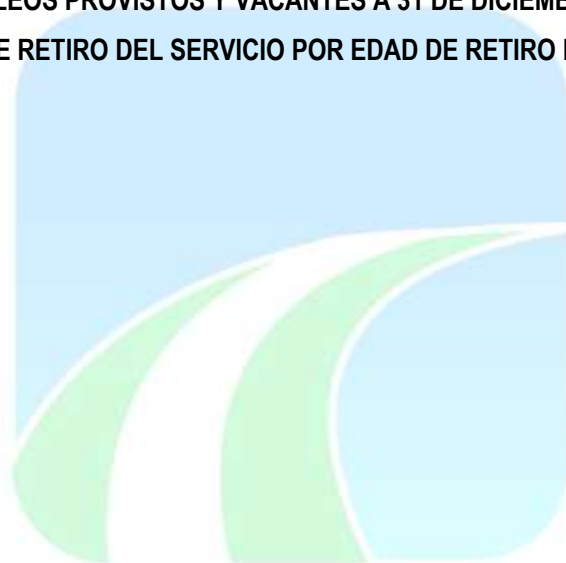 LEOS PROVISTOS Y VACANTES A 31 DE DICIEMB
E RETIRO DEL SERVICIO POR EDAD DE RETIRO